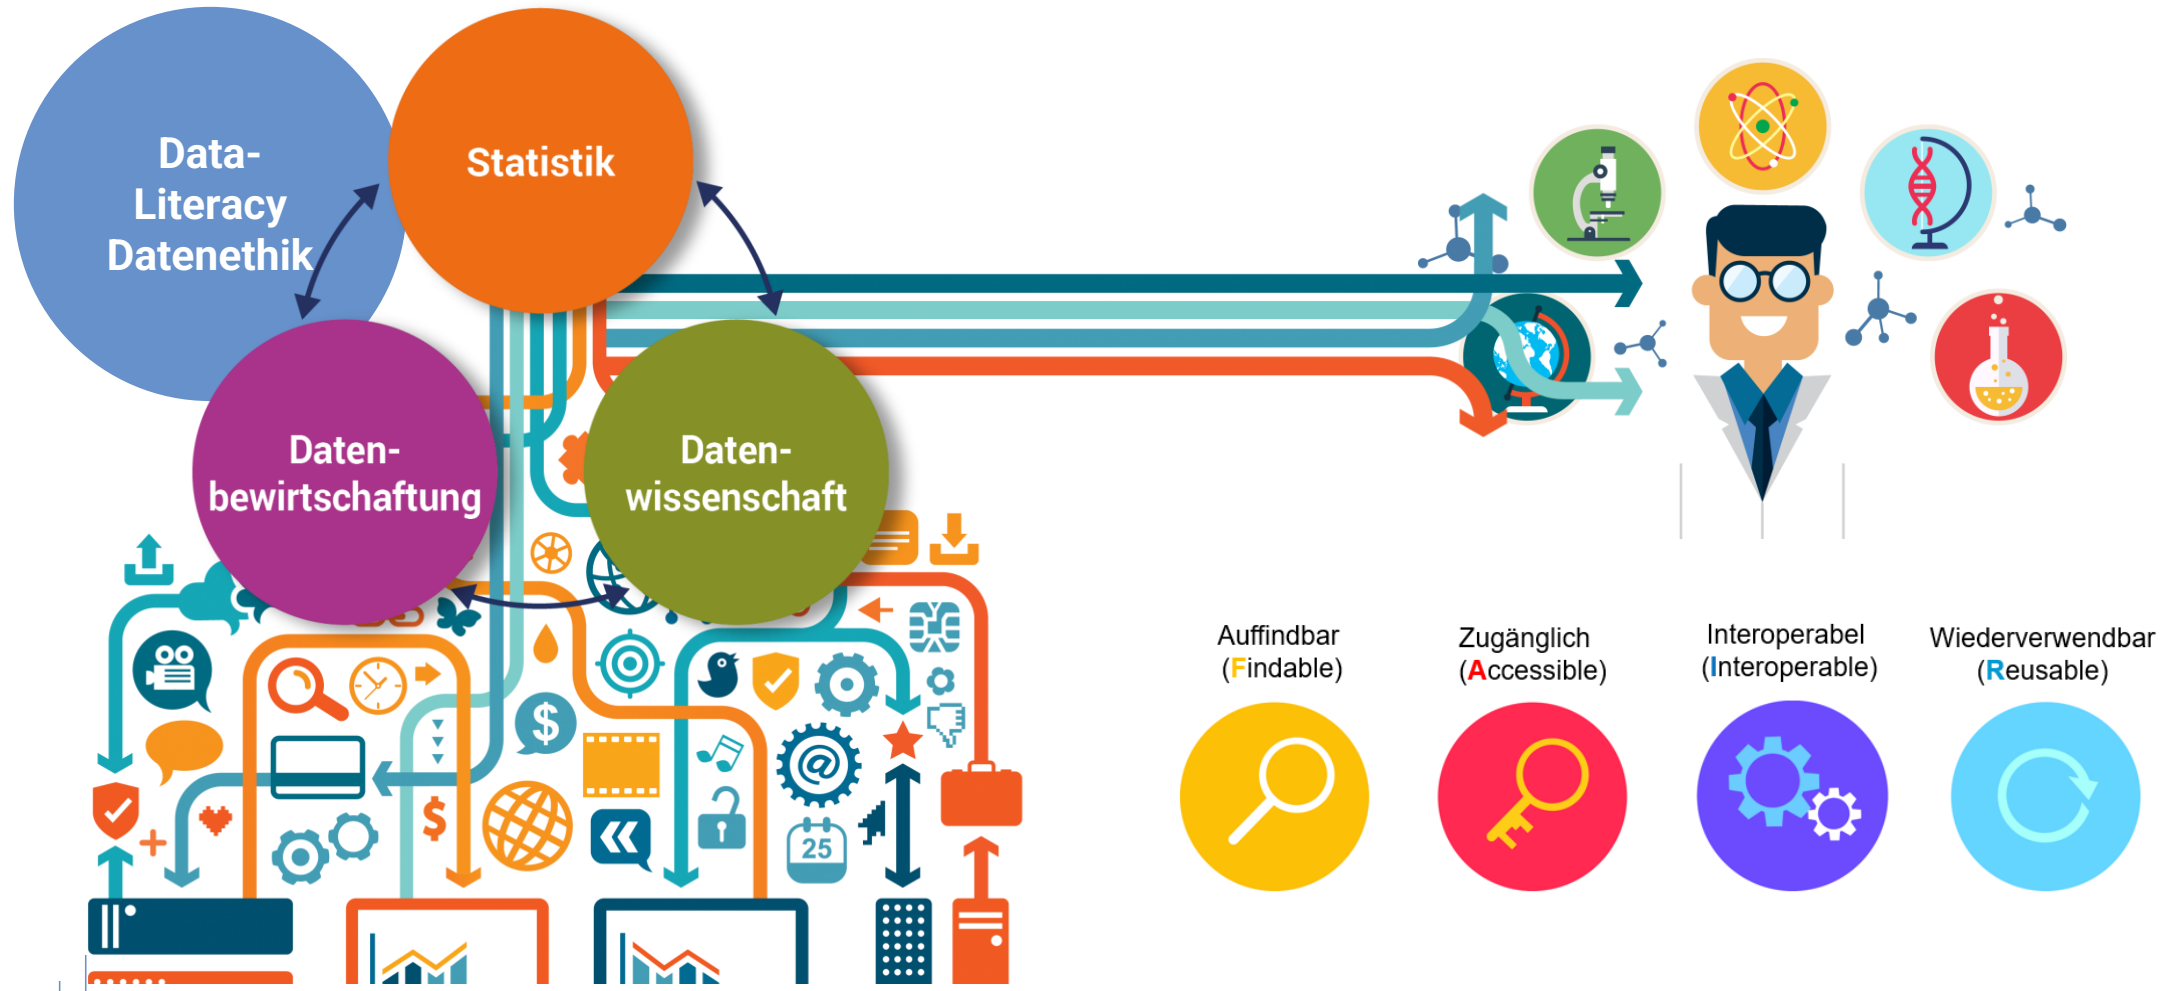 Data-
Literacy
Datenethik
Statistik
Daten-
bewirtschaftung
Daten-
wissenschaft
Auffindbar
(Findable)
Zugänglich
(Accessible)
Interoperabel
(Interoperable)
Wiederverwendbar
(Reusable)
$
$
@
25